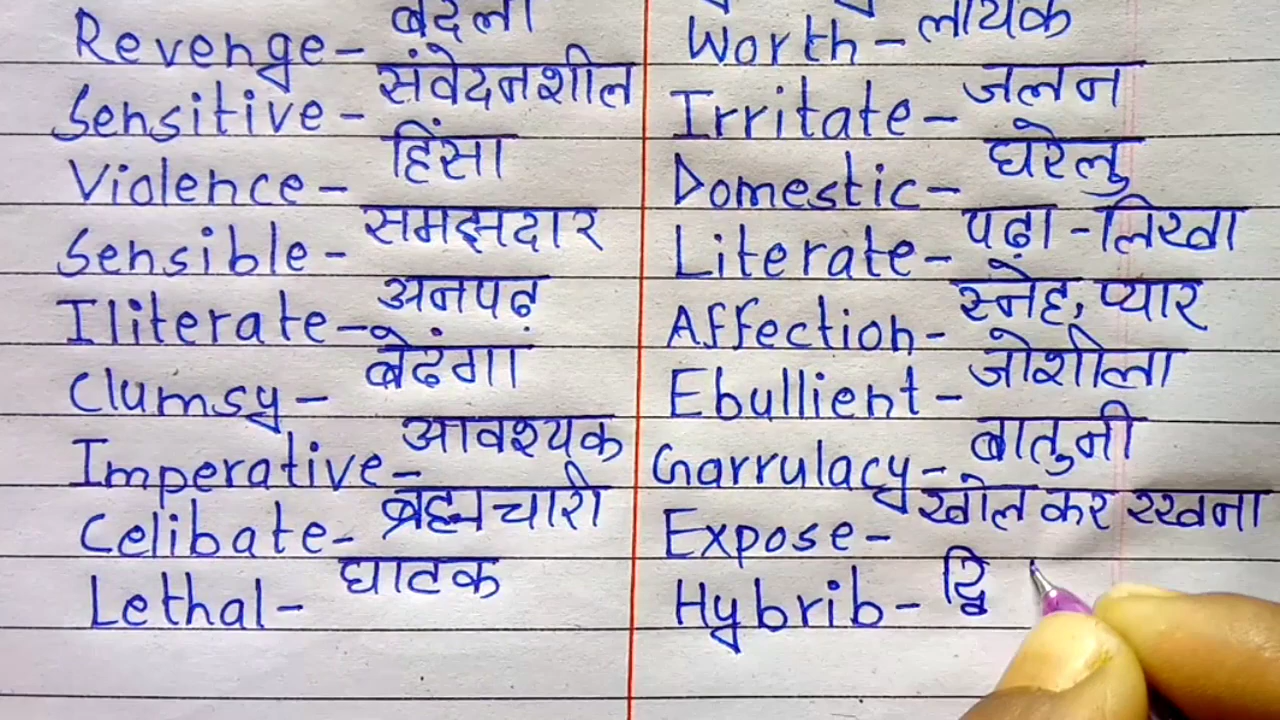 Revenge - बदला
Sensitive - संवेदनशील
Violence - हिंसा
Sensible - समझदार
Iliterate - अनपढ़
Clumsy - बेढंगा
Imperative - आवश्यक
Celibate - ब्रह्मचारी
Lethal - घातक
Worth - लायक
Irritate - जलन
Domestic - घरेलु
Literate - पढ़ा - लिखा
Affection - स्नेह, प्यार
Ebullient - जोशीला
Garrulacy - बातुनी
Expose - खोल कर रखना
Hybrib - द्वि